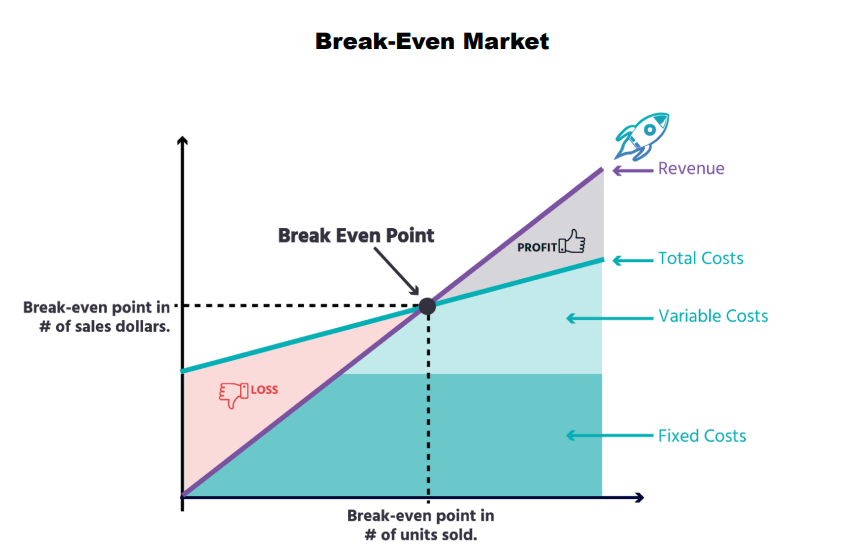 Break-Even Market
Revenue
Break Even Point
PROFIT
Total Costs
Break-even point in
# of sales dollars.
Variable Costs
LOSS
Fixed Costs
Break-even point in
# of units sold.